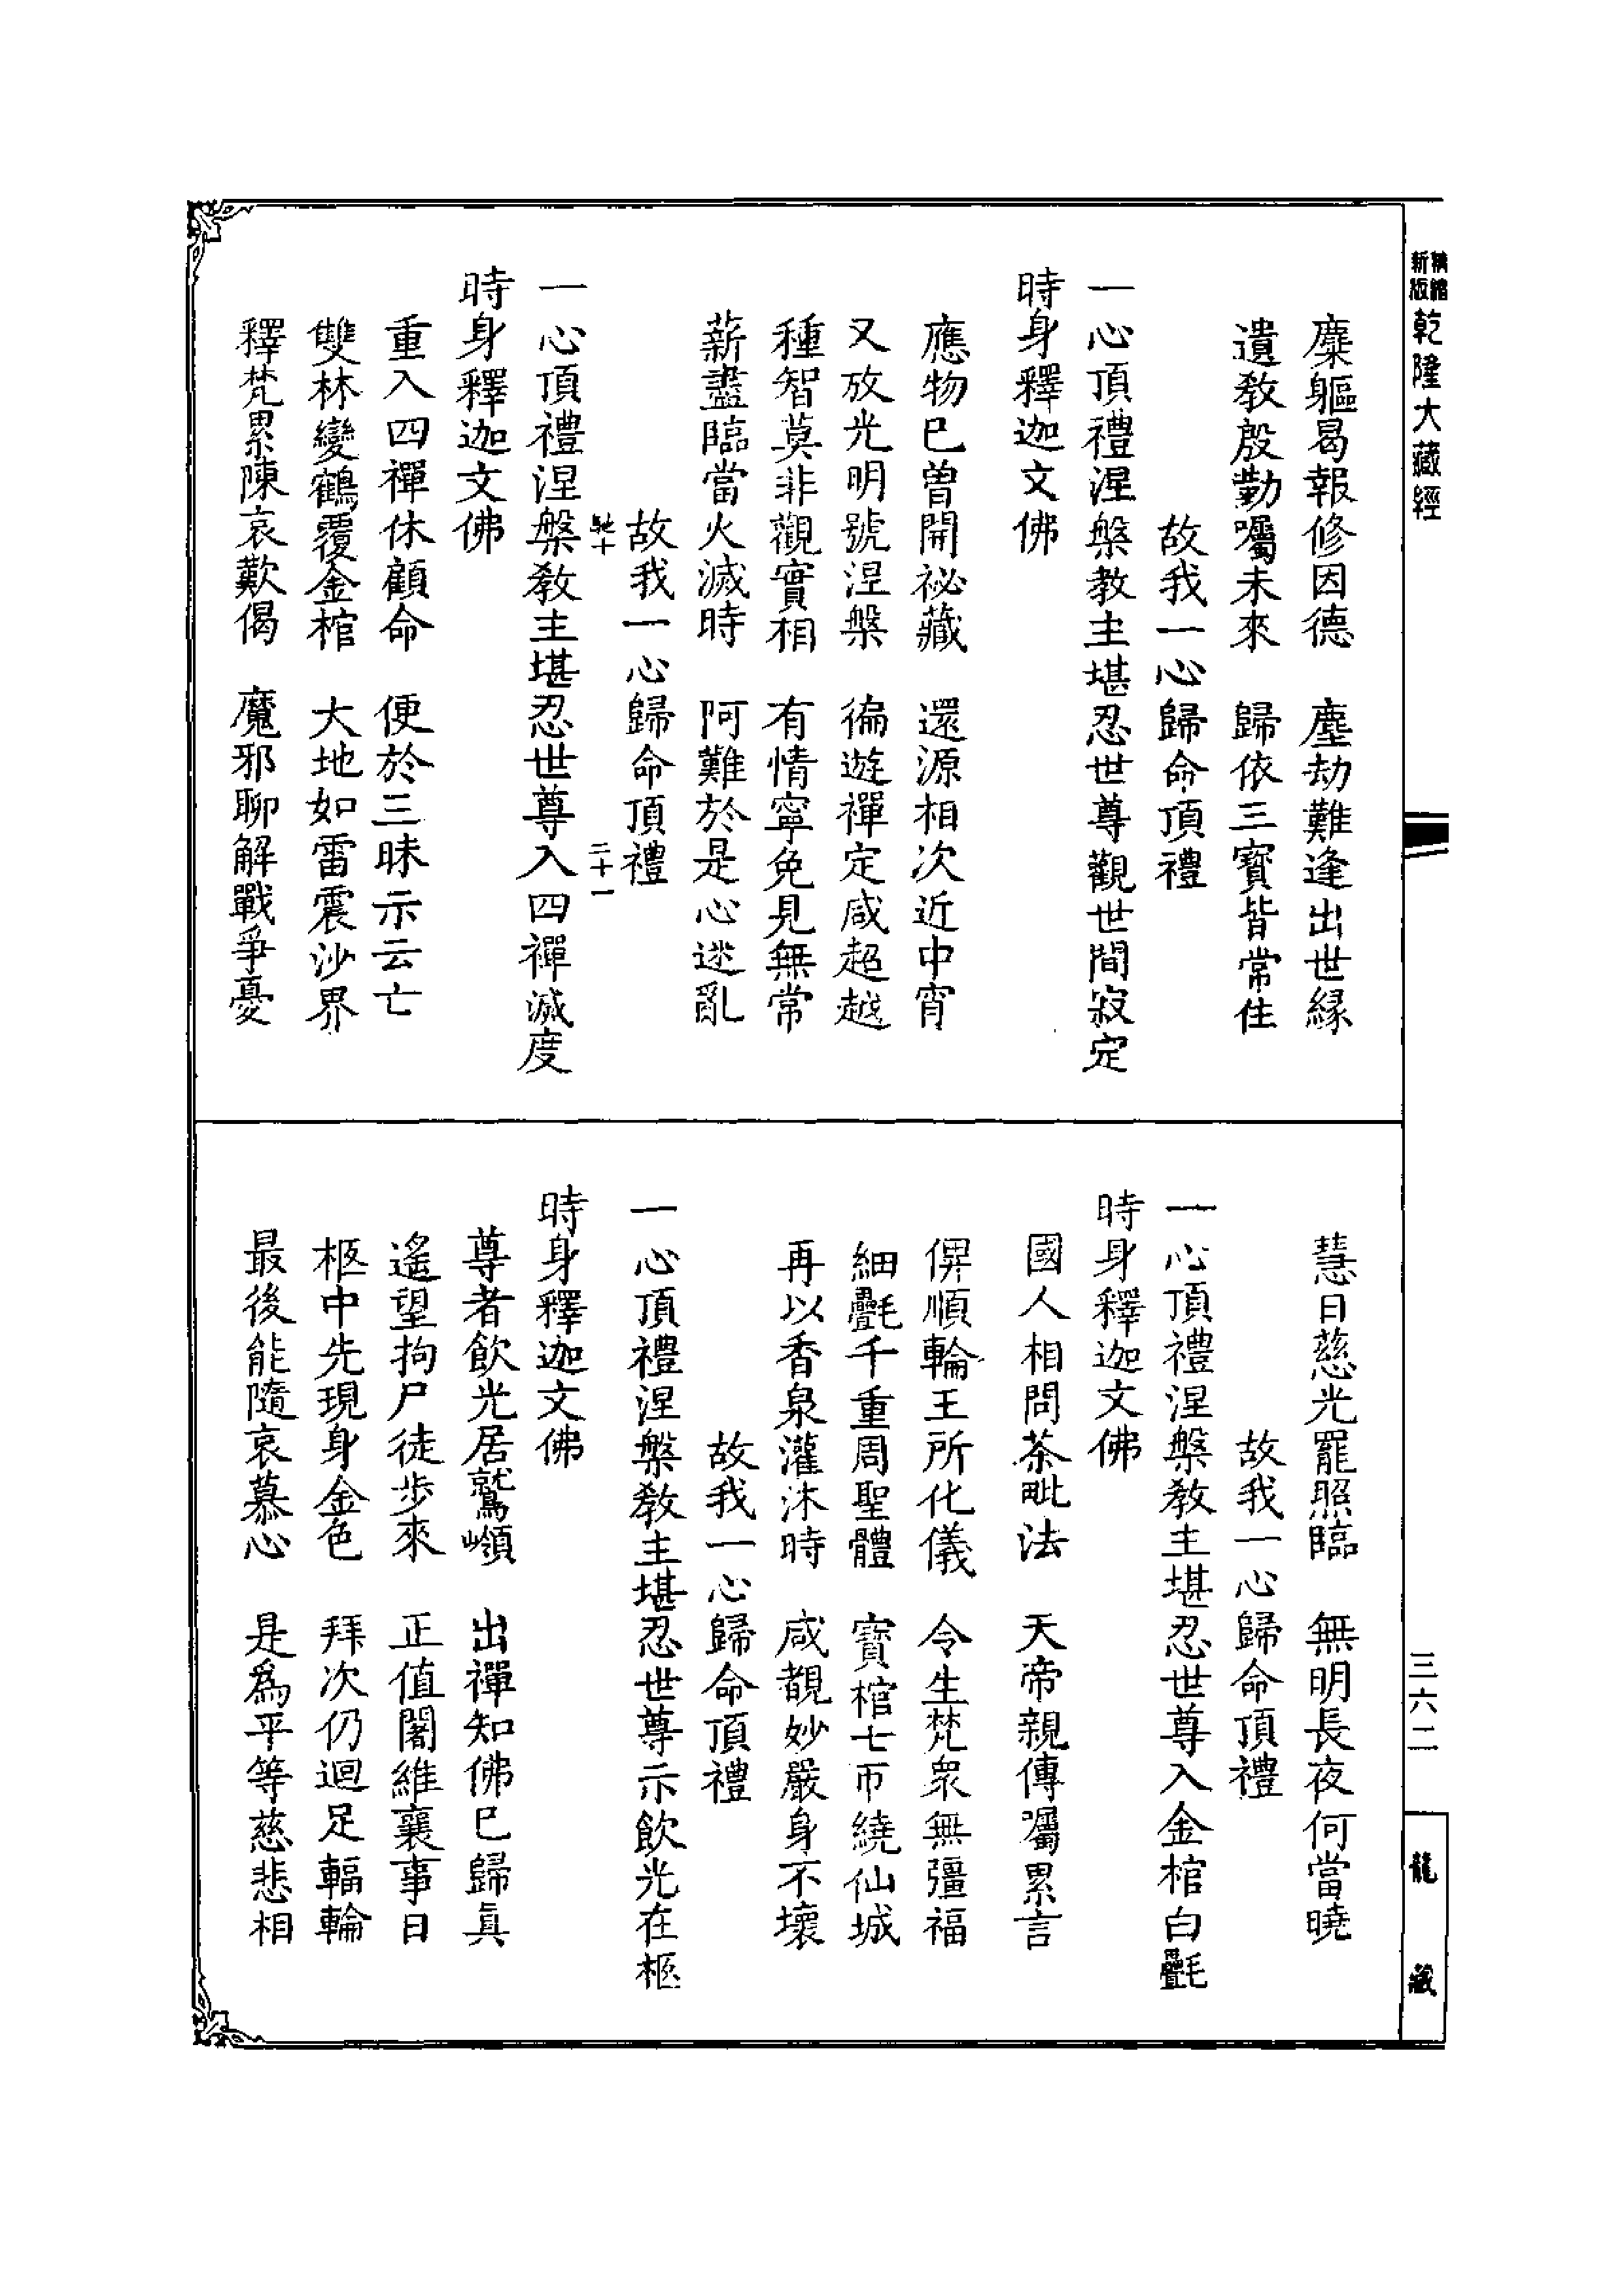 精縮新版乾隆大藏經
三六二
龍藏
麋軀曷報修因德　塵劫難逢出世緣
遺教殷勤囑未來　歸依三寶皆常住
故我一心歸命頂禮
一心頂禮涅槃教主堪忍世尊觀世間寂定
時身釋迦文佛
應物已曾開祕藏　還源相次近中宵
又放光明號涅槃　徧遊禪定咸超越
種智莫非觀實相　有情寧免見無常
薪盡臨當火滅時　阿難於是心迷亂
故我一心歸命頂禮
馳十　二十一
一心頂禮涅槃教主堪忍世尊入四禪滅度
時身釋迦文佛
重入四禪休顧命　便於三昧示云亡
雙林變鶴覆金棺　大地如雷震沙界
釋梵累陳哀歎偈　魔邪聊解戰爭憂
慧日慈光罷照臨　無明長夜何當曉
故我一心歸命頂禮
一心頂禮涅槃教主堪忍世尊入金棺白㲲
時身釋迦文佛
國人相問茶毗法　天帝親傳囑累言
俾順輪王所化儀　令生梵衆無彊福
細㲲千重周聖體　寶棺七帀繞仙城
再以香泉灌沐時　咸覩妙嚴身不壞
故我一心歸命頂禮
一心頂禮涅槃教主堪忍世尊示飲光在柩
時身釋迦文佛
尊者飲光居鷲嶺　出禪知佛已歸眞
遙望拘尸徒步來　正值闍維襄事日
柩中先現身金色　拜次仍迴足輻輪
最後能隨哀慕心　是爲平等慈悲相